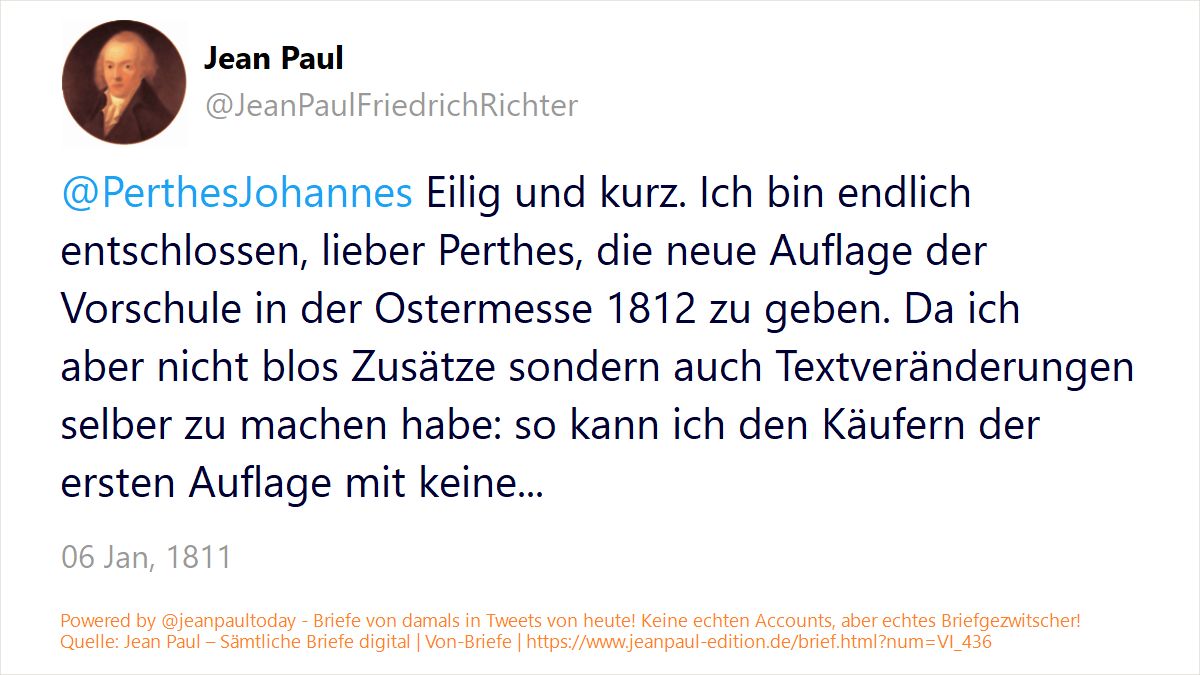 Jean Paul
@JeanPaulFriedrichRichter
@PerthesJohannes Eilig und kurz. Ich bin endlich
entschlossen, lieber Perthes, die neue Auflage der
Vorschule in der Ostermesse 1812 zu geben. Da ich
aber nicht blos Zusätze sondern auch Textveränderungen
selber zu machen habe: so kann ich den Käufern der
ersten Auflage mit keine...
06 Jan, 1811
Powered by @jeanpaultoday - Briefe von damals in Tweets von heute! Keine echten Accounts, aber echtes Briefgezwitscher!
Quelle: Jean Paul – Sämtliche Briefe digital | Von-Briefe | https://www.jeanpaul-edition.de/brief.html?num=VI_436